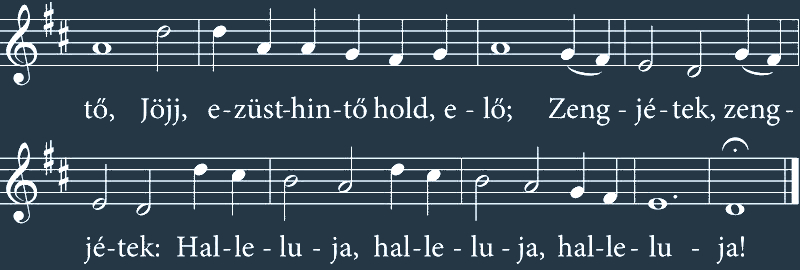 tő, Jöjj, e-züst-hin-tő hold, e - lő; Zeng - jé-tek, zeng-
jé-tek: Hal-le - lu - ja, hal-le - lu - ja, hal-le- lu - ja!